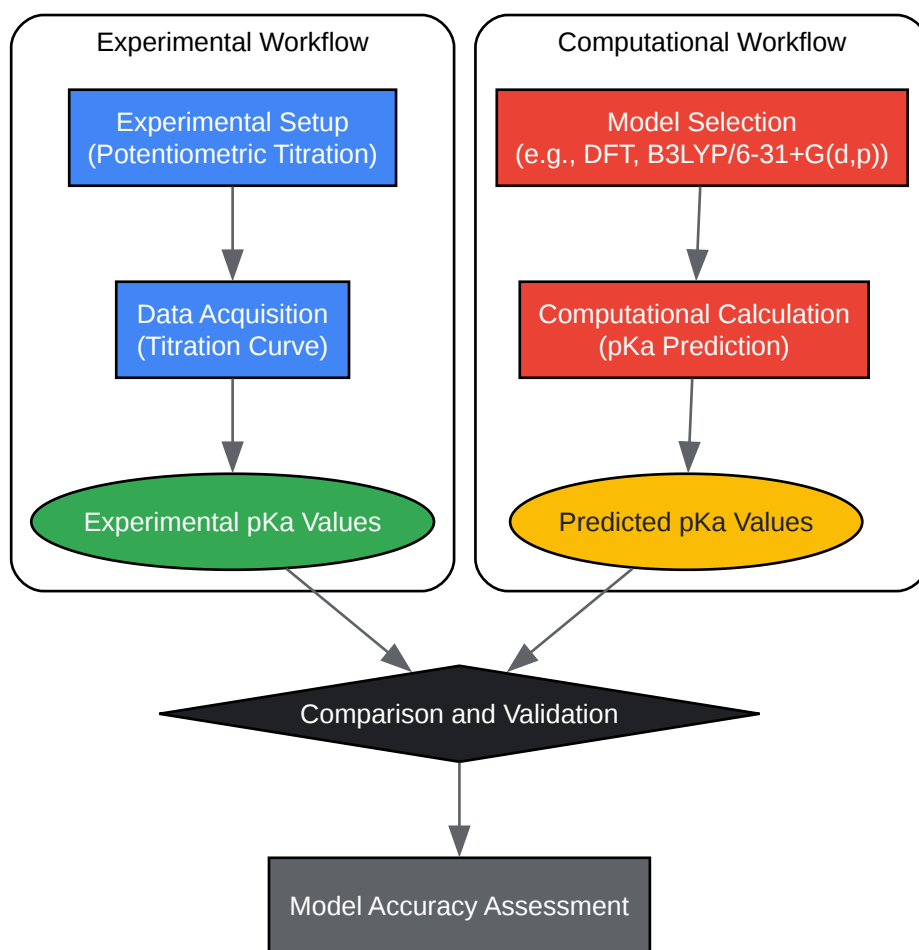 Experimental Workflow
Experimental Setup
(Potentiometric Titration)
Data Acquisition
(Titration Curve)
Experimental pKa Values
Computational Workflow
Model Selection
(e.g., DFT, B3LYP/6-31+G(d,p))
Computational Calculation
(pKa Prediction)
Predicted pKa Values
Comparison and Validation
Model Accuracy Assessment